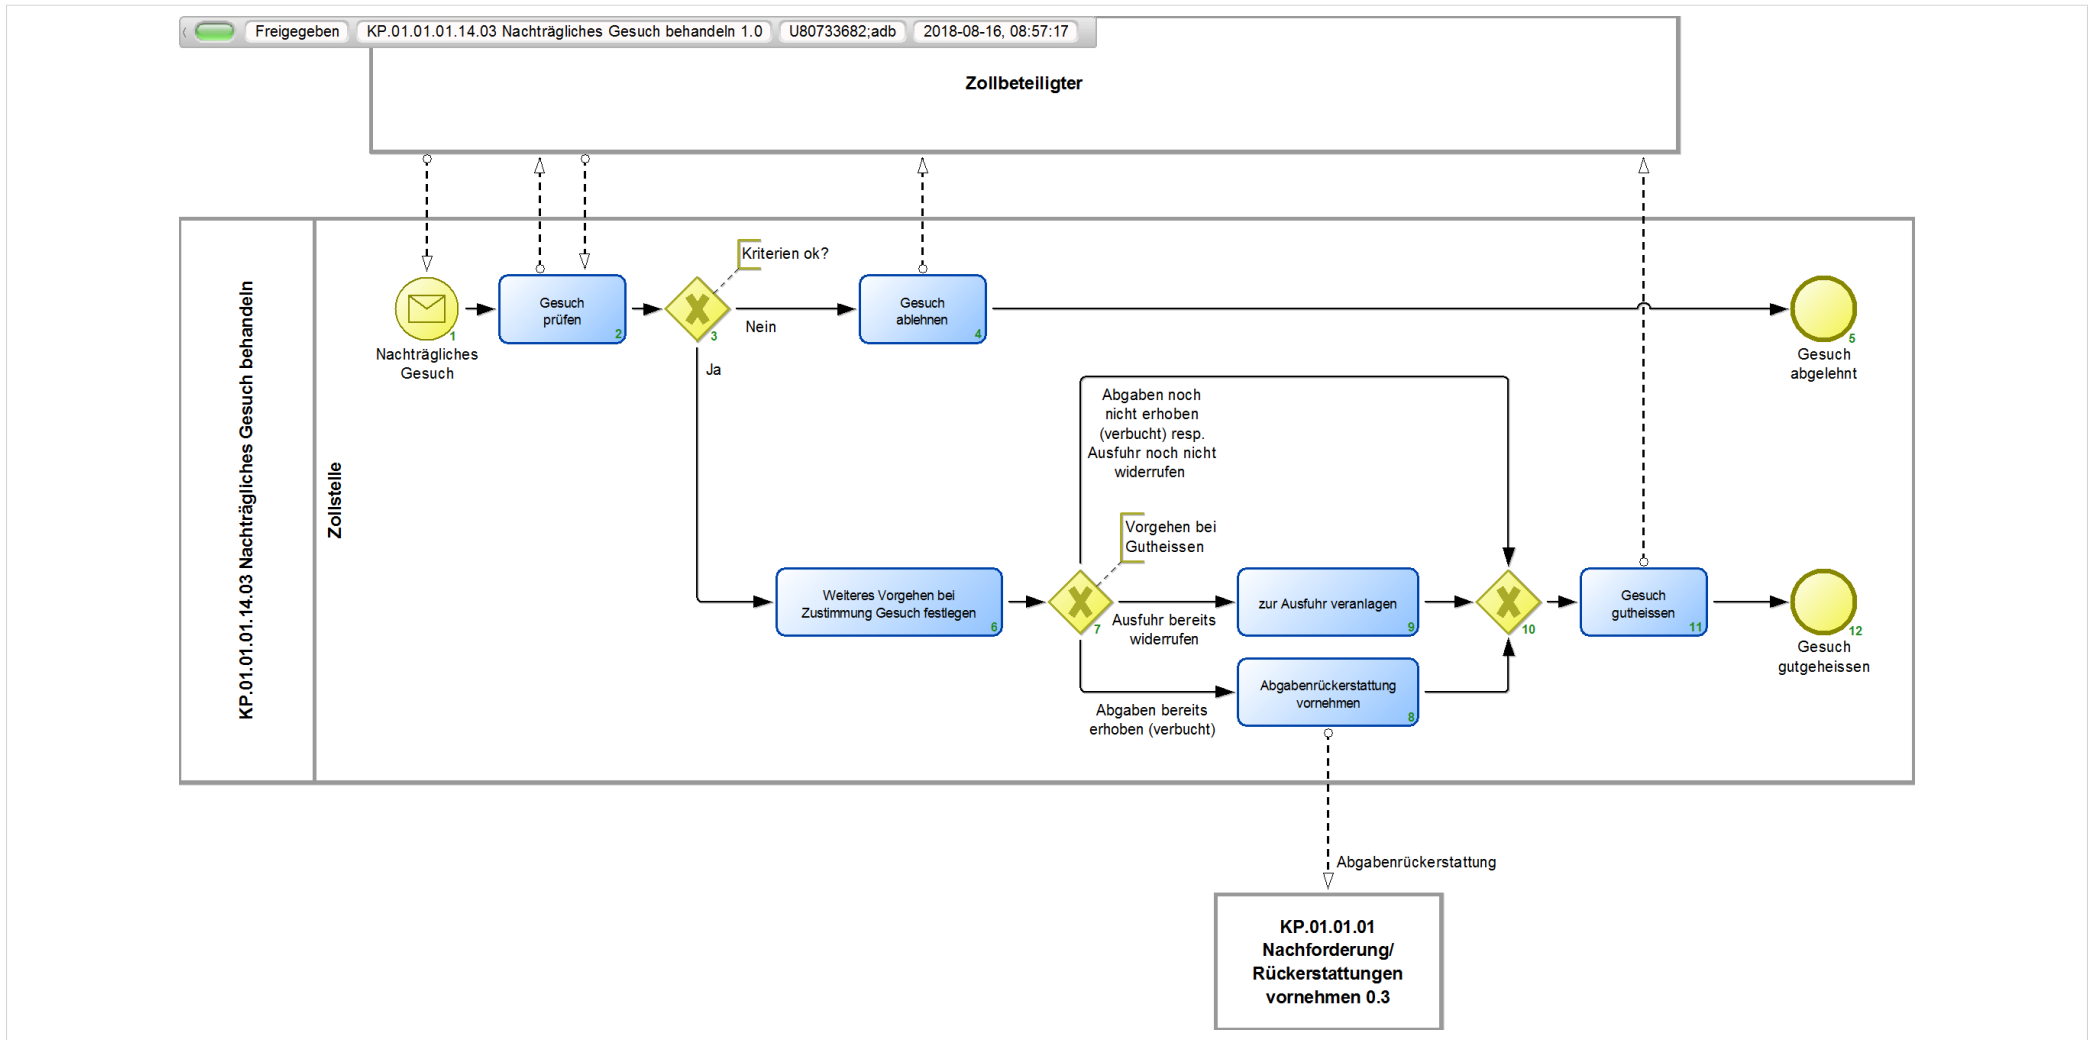 Freigegeben
KP.01.01.01.14.03 Nachträgliches Gesuch behandeln 1.0
U80733682;adb
2018-08-16, 08:57:17
Zollbeteiligter
KP.01.01.01.14.03 Nachträgliches Gesuch behandeln
Zollstelle
1
Nachträgliches
Gesuch
Gesuch
prüfen
2
Kriterien ok?
3
Nein
Ja
Gesuch
ablehnen
4
5
Gesuch
abgelehnt
Abgaben noch
nicht erhoben
(verbucht) resp.
Ausfuhr noch nicht
widerrufen
Vorgehen bei
Gutheissen
Weiteres Vorgehen bei
Zustimmung Gesuch festlegen
6
7
Ausfuhr bereits
widerrufen
zur Ausfuhr veranlagen
9
10
Gesuch
gutheissen
11
12
Gesuch
gutgeheissen
Abgaben bereits
erhoben (verbucht)
Abgabenrückerstattung
vornehmen
8
Abgabenrückerstattung
KP.01.01.01
Nachforderung/
Rückerstattungen
vornehmen 0.3